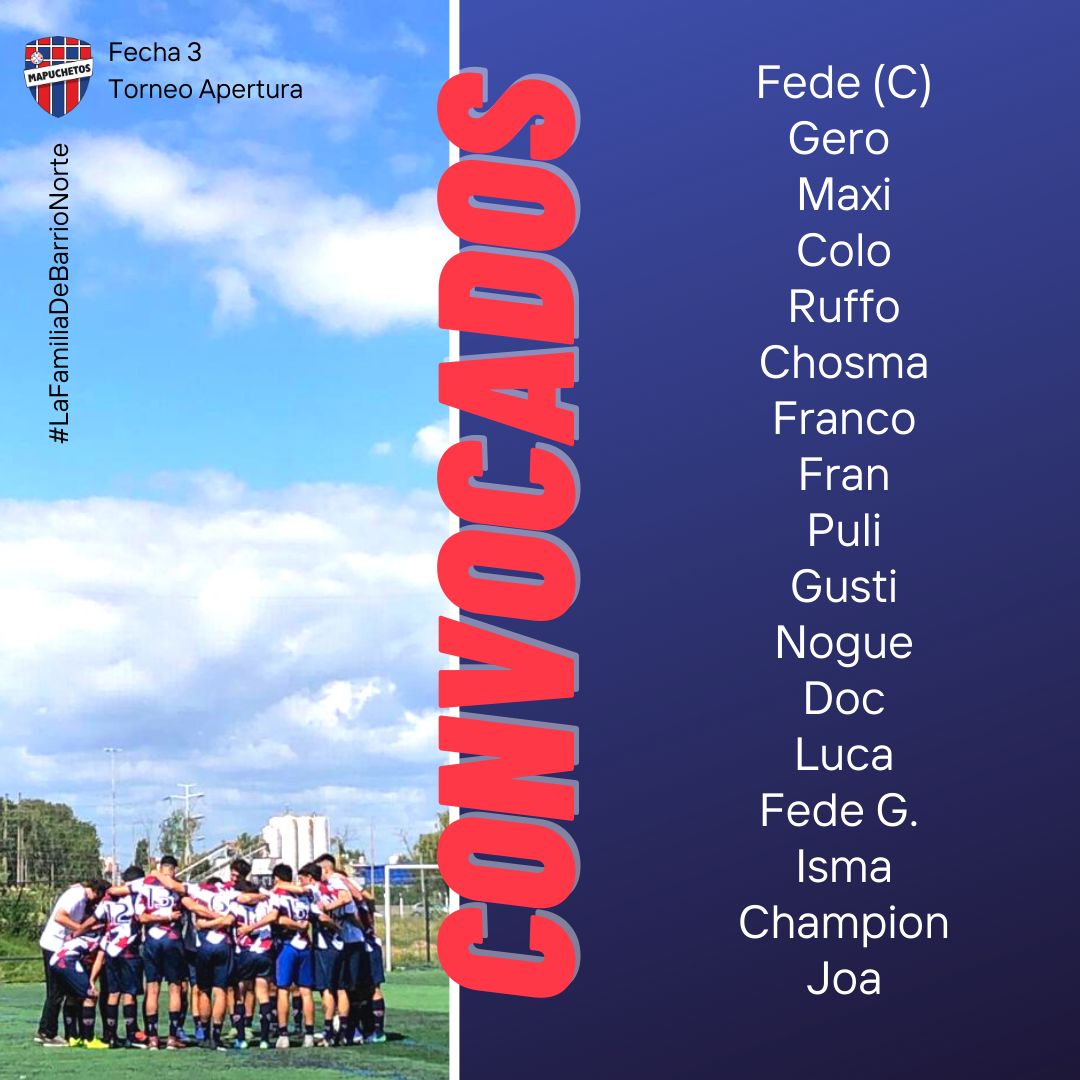 MAPUCHETOS
Fecha 3
Torneo Apertura
#LaFamiliaDeBarrioNorte
CONVOCADOS
Fede (C)
Gero
Maxi
Colo
Ruffo
Chosma
Franco
Fran
Puli
Gusti
Nogue
Doc
Luca
Fede G.
Isma
Champion
Joa